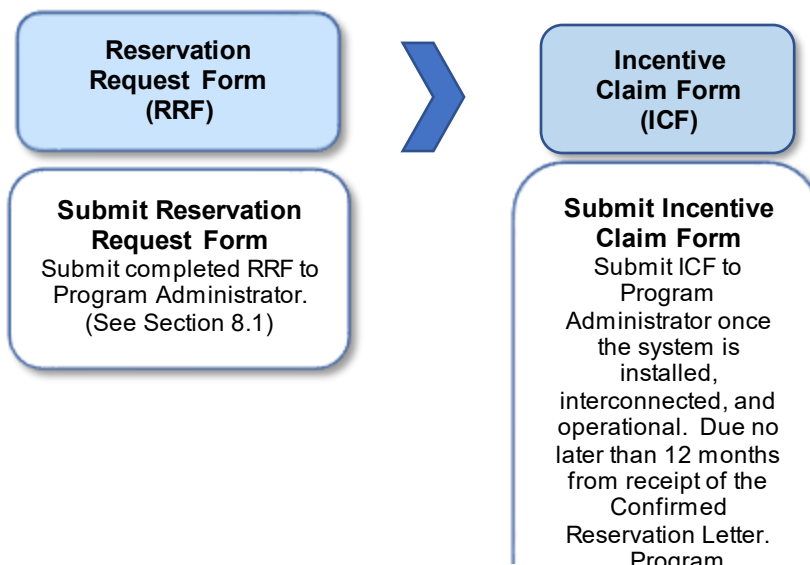 Reservation
Request Form
(RRF)
Incentive
Claim Form
(ICF)
Submit Reservation
Request Form
Submit completed RRF to
Program Administrator.
(See Section 8.1)
Submit Incentive
Claim Form
Submit ICF to
Program
Administrator once
the system is
installed,
interconnected, and
operational.  Due no
later than 12 months
from receipt of the
Confirmed
Reservation Letter.
Program